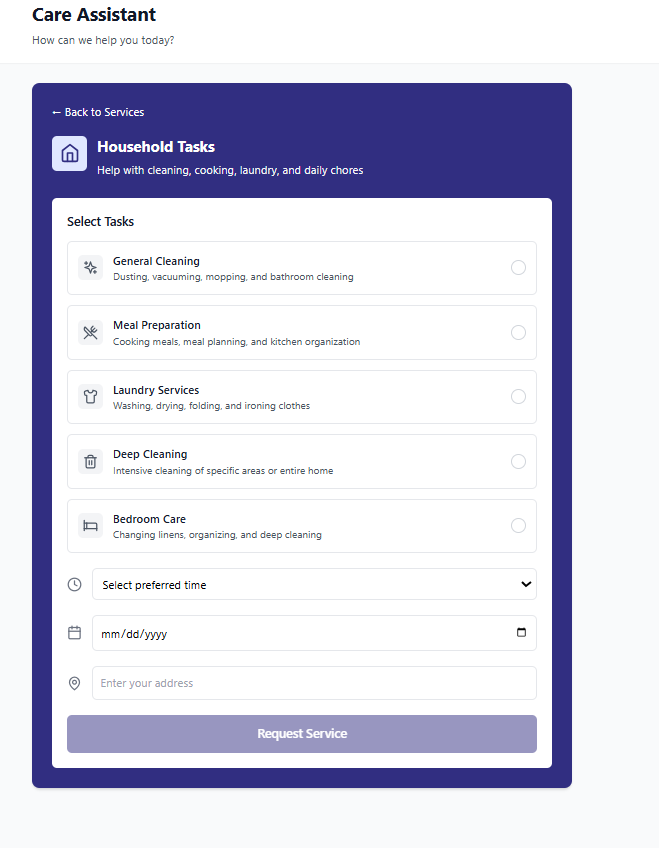 Care Assistant
How can we help you today?
← Back to Services
Household Tasks
Help with cleaning, cooking, laundry, and daily chores
Select Tasks
General Cleaning
Dusting, vacuuming, mopping, and bathroom cleaning
Meal Preparation
Cooking meals, meal planning, and kitchen organization
Laundry Services
Washing, drying, folding, and ironing clothes
Deep Cleaning
Intensive cleaning of specific areas or entire home
Bedroom Care
Changing linens, organizing, and deep cleaning
Select preferred time
mm/dd/yyyy
Enter your address
Request Service